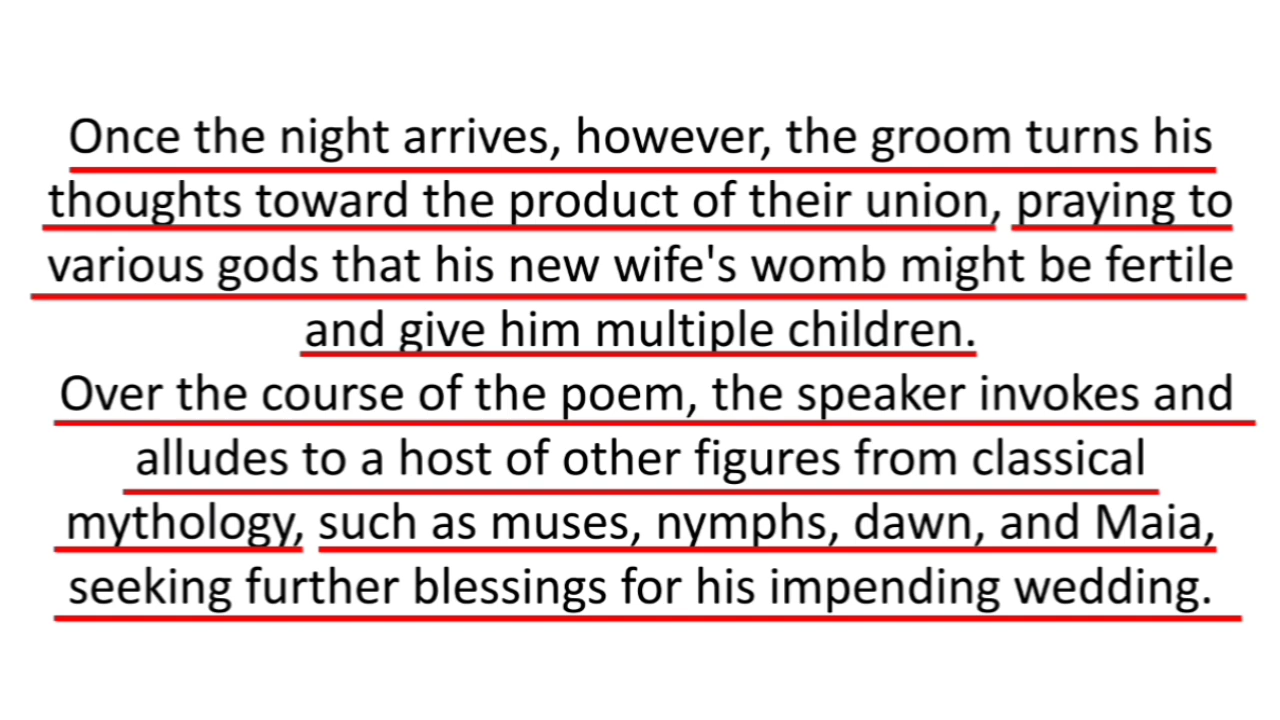 Once the night arrives, however, the groom turns his
thoughts toward the product of their union, praying to
various gods that his new wife's womb might be fertile
and give him multiple children.
Over the course of the poem, the speaker invokes and
alludes to a host of other figures from classical
mythology, such as muses, nymphs, dawn, and Maia,
seeking further blessings for his impending wedding.